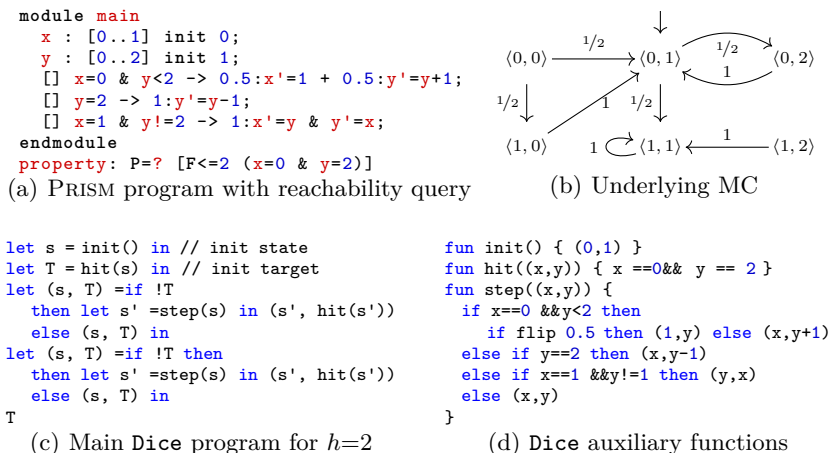 module main
x : [0..1] init 0;
y : [0..2] init 1;
[] x=0 & y<2 -> 0.5:x'=1 + 0.5:y'=y+1;
[] y=2 -> 1:y'=y-1;
[] x=1 & y!=2 -> 1:x'=y & y'=x;
endmodule
property: P=? [F<=2 (x=0 & y=2)]
(a) PRISM program with reachability query
⟨0, 0⟩ 1/2 ⟨0, 1⟩ 1/2 ⟨0, 2⟩
1
1/2 1 1/2
⟨1, 0⟩ 1 ⟨1, 1⟩ 1 ⟨1, 2⟩
(b) Underlying MC
let s = init() in // init state
let T = hit(s) in // init target
let (s, T) =if !T
then let s' =step(s) in (s', hit(s'))
else (s, T) in
let (s, T) =if !T then
then let s' =step(s) in (s', hit(s'))
else (s, T) in
T
(c) Main Dice program for h=2
fun init() { (0,1) }
fun hit((x,y)) { x ==0&& y == 2 }
fun step((x,y)) {
if x==0 &&y<2 then
if flip 0.5 then (1,y) else (x,y+1)
else if y==2 then (x,y-1)
else if x==1 &&y!=1 then (y,x)
else (x,y)
}
(d) Dice auxiliary functions